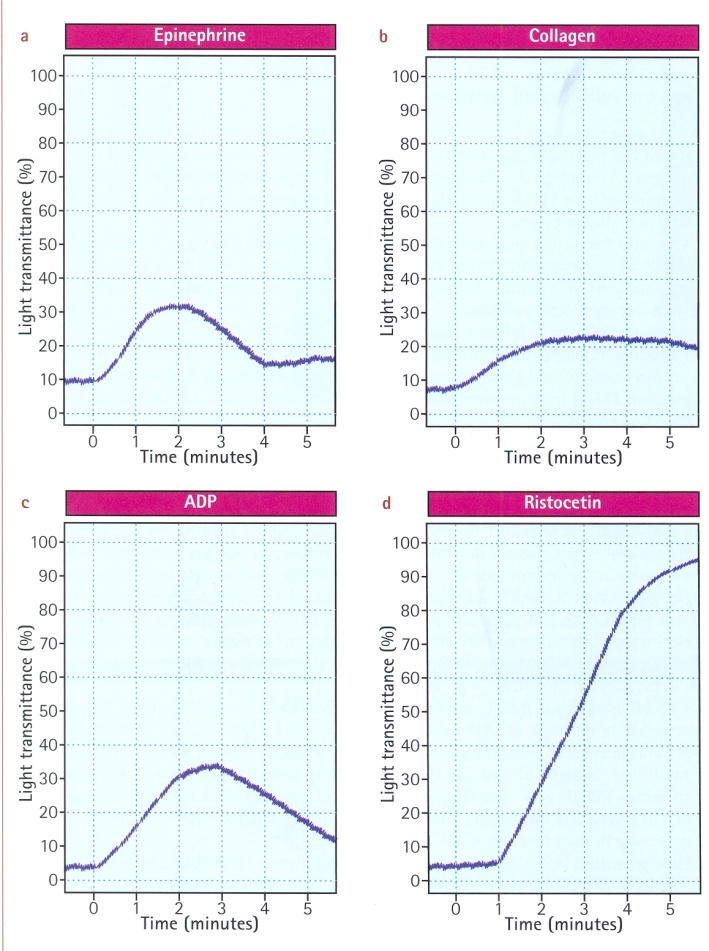 a
Epinephrine
Light transmittance (%)
100
90
80
70
60
50
40
30
20
10
0
0 1 2 3 4 5
Time (minutes)
b
Collagen
Light transmittance (%)
100
90
80
70
60
50
40
30
20
10
0
0 1 2 3 4 5
Time (minutes)
c
ADP
Light transmittance (%)
100
90
80
70
60
50
40
30
20
10
0
0 1 2 3 4 5
Time (minutes)
d
Ristocetin
Light transmittance (%)
100
90
80
70
60
50
40
30
20
10
0
0 1 2 3 4 5
Time (minutes)